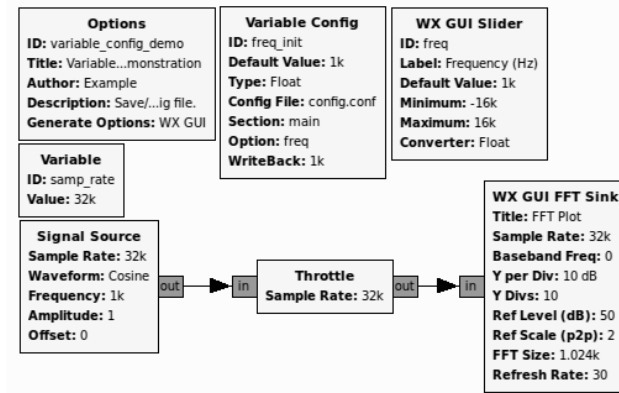 Options
ID: variable_config_demo
Title: Variable...monstration
Author: Example
Description: Save/...ig file.
Generate Options: WX GUI
Variable Config
ID: freq_init
Default Value: 1k
Type: Float
Config File: config.conf
Section: main
Option: freq
WriteBack: 1k
WX GUI Slider
ID: freq
Label: Frequency (Hz)
Default Value: 1k
Minimum: -16k
Maximum: 16k
Converter: Float
Variable
ID: samp_rate
Value: 32k
Signal Source
Sample Rate: 32k
Waveform: Cosine
Frequency: 1k
Amplitude: 1
Offset: 0
out
in
Throttle
Sample Rate: 32k
out
in
WX GUI FFT Sink
Title: FFT Plot
Sample Rate: 32k
Baseband Freq: 0
Y per Div: 10 dB
Y Divs: 10
Ref Level (dB): 50
Ref Scale (p2p): 2
FFT Size: 1.024k
Refresh Rate: 30